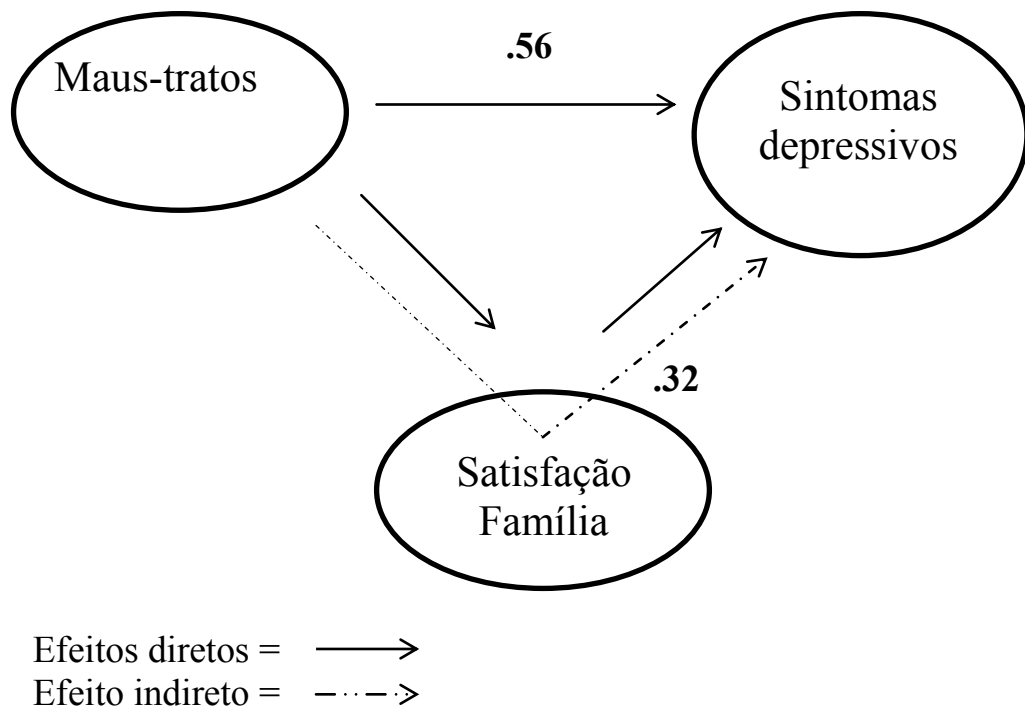 .56
Maus-tratos
Sintomas
depressivos
.32
Satisfação
Família
Efeitos diretos =
Efeito indireto =